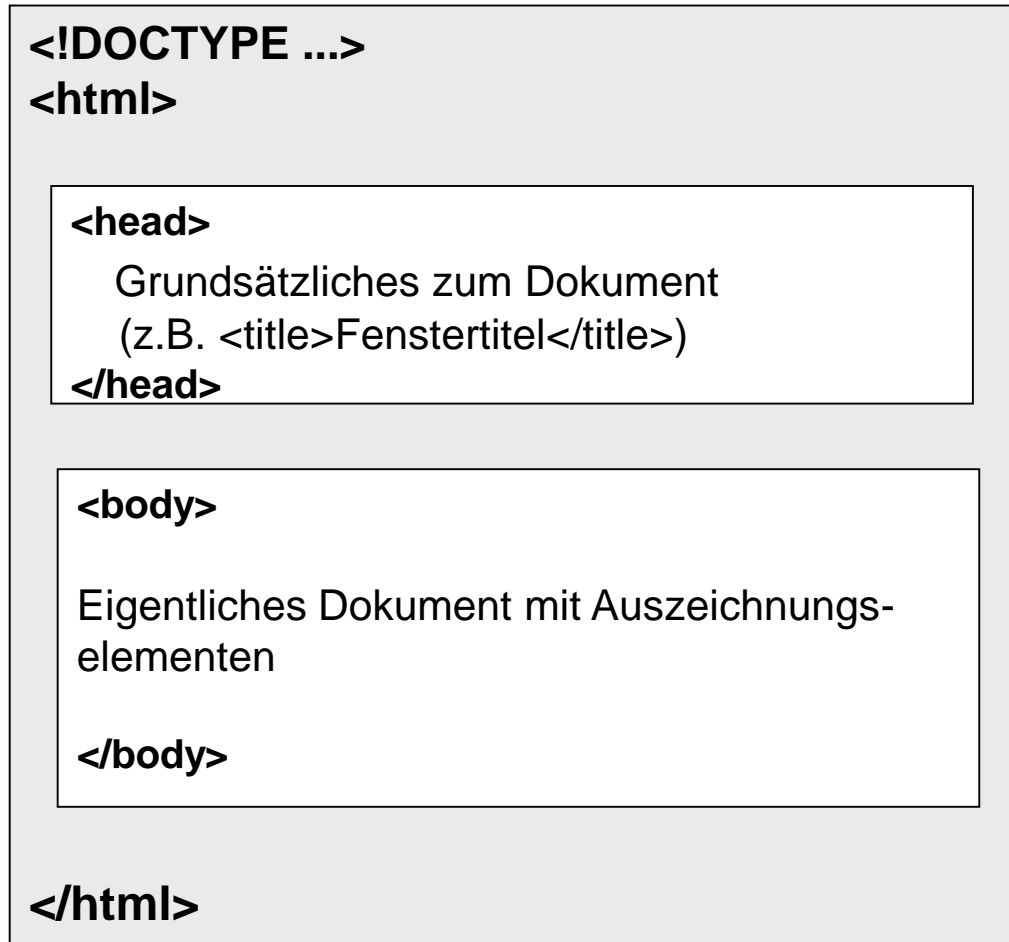 <!DOCTYPE ...>
<html>
<head>
Grundsätzliches zum Dokument
(z.B. <title>Fenstertitel</title>)
</head>
<body>
Eigentliches Dokument mit Auszeichnungs-
elementen
</body>
</html>